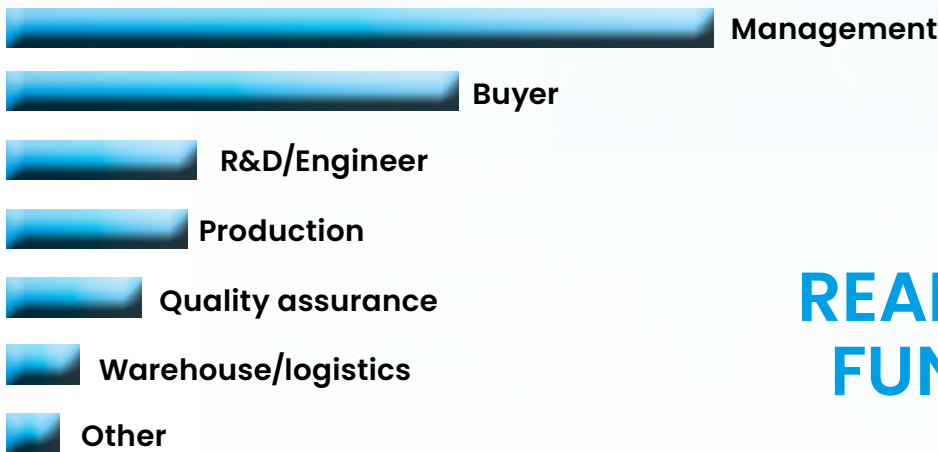 Management
Buyer
R&D/Engineer
Production
Quality assurance
Warehouse/logistics
Other